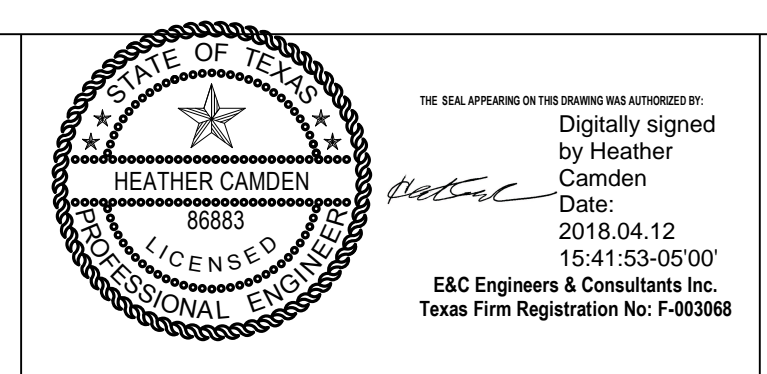 STATE OF TEXAS
HEATHER CAMDEN
86883
LICENSED
PROFESSIONAL ENGINEER
THE SEAL APPEARING ON THIS DRAWING WAS AUTHORIZED BY:
Digitally signed
by Heather
Camden
Date:
2018.04.12
15:41:53-05'00'
E&C Engineers & Consultants Inc.
Texas Firm Registration No: F-003068